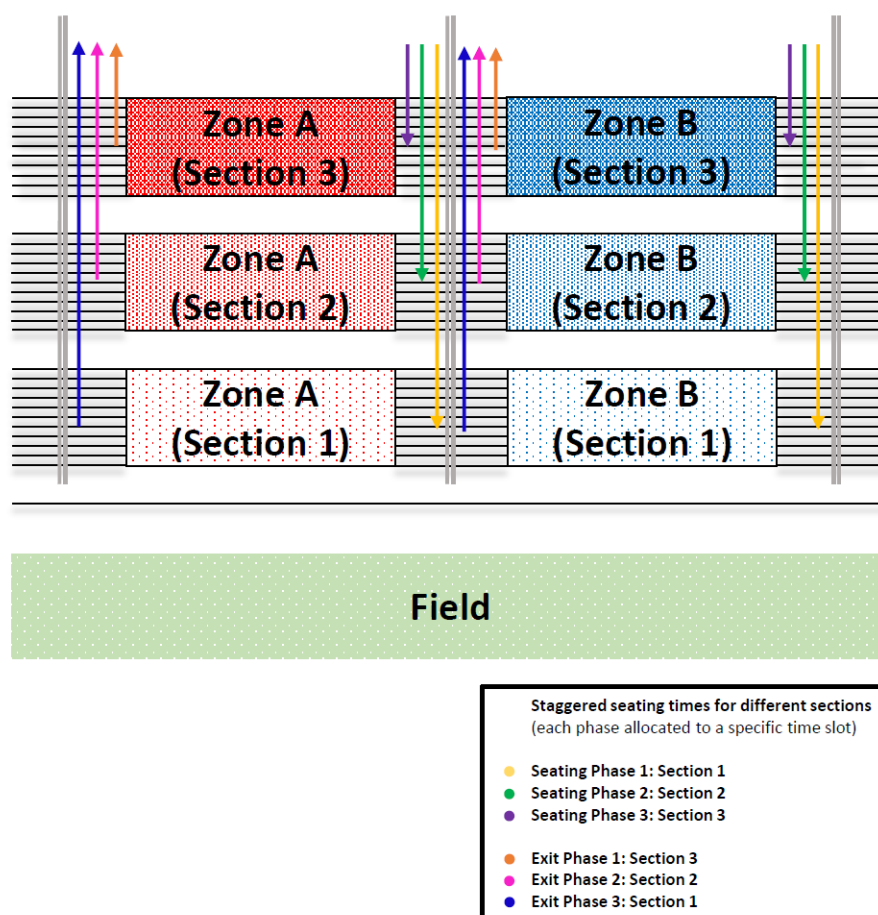 Zone A
(Section 3)
Zone B
(Section 3)
Zone A
(Section 2)
Zone B
(Section 2)
Zone A
(Section 1)
Zone B
(Section 1)
Field
Staggered seating times for different sections
(each phase allocated to a specific time slot)
Seating Phase 1: Section 1
Seating Phase 2: Section 2
Seating Phase 3: Section 3
Exit Phase 1: Section 3
Exit Phase 2: Section 2
Exit Phase 3: Section 1